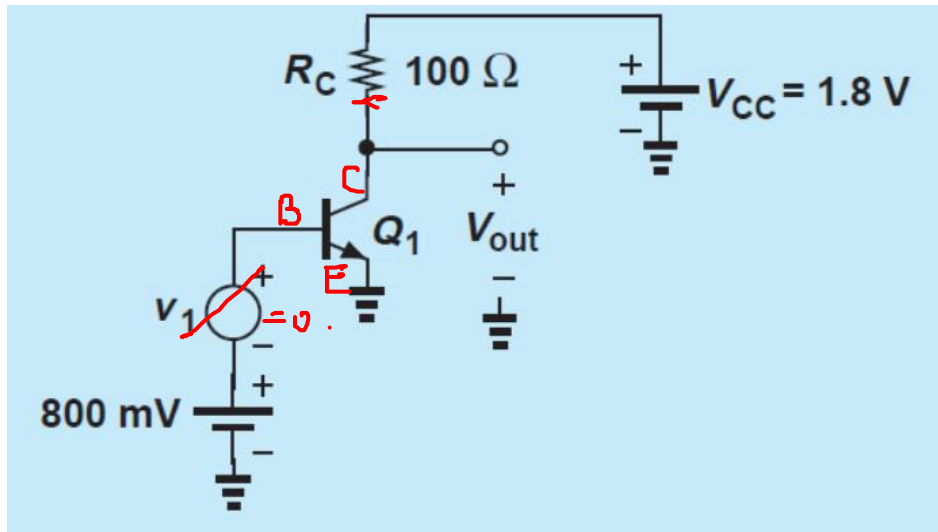 R_C 100 Ω
V_CC = 1.8 V
C
B
Q_1
V_out
E
v_1
= 0 .
800 mV